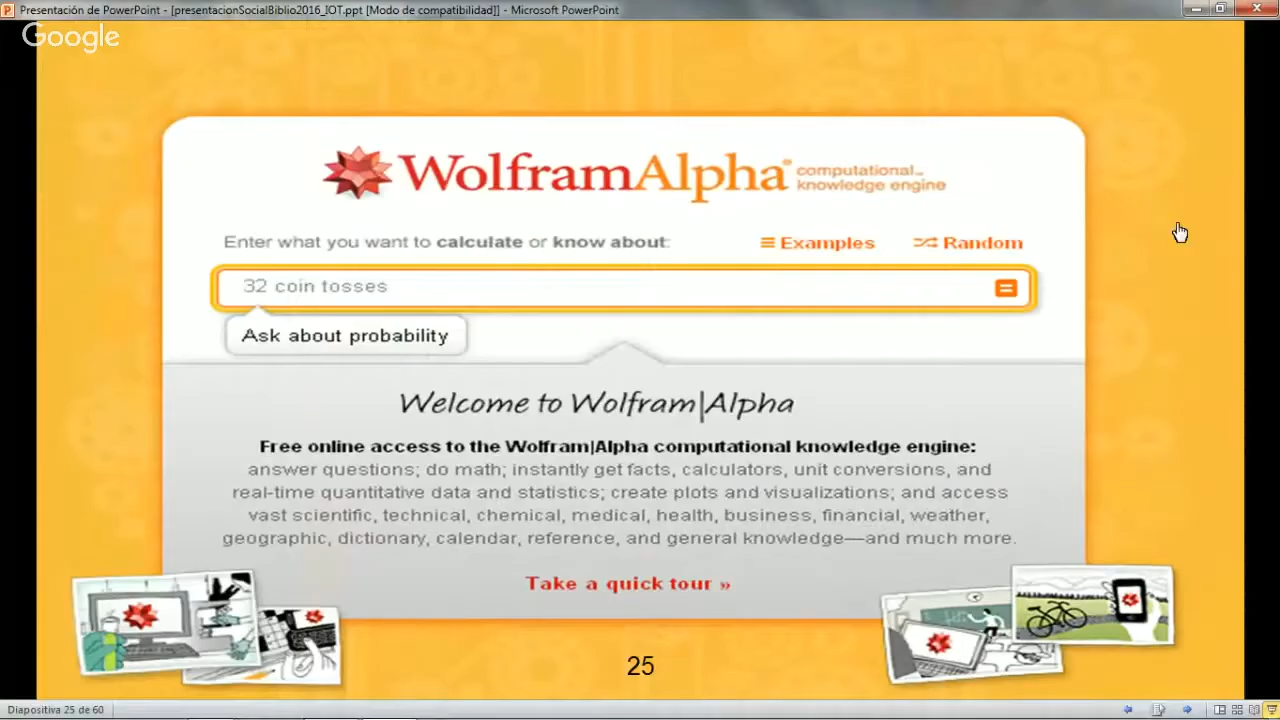 Presentación de PowerPoint - [presentacionSocialBiblio2016_IOT.ppt [Modo de compatibilidad]] - Microsoft PowerPoint
Google
WolframAlpha® computational™ knowledge engine
Enter what you want to calculate or know about: Examples Random
32 coin tosses
Ask about probability
Welcome to Wolfram|Alpha
Free online access to the Wolfram|Alpha computational knowledge engine:
answer questions; do math; instantly get facts, calculators, unit conversions, and
real-time quantitative data and statistics; create plots and visualizations; and access
vast scientific, technical, chemical, medical, health, business, financial, weather,
geographic, dictionary, calendar, reference, and general knowledge—and much more.
Take a quick tour »
25
Diapositiva 25 de 60